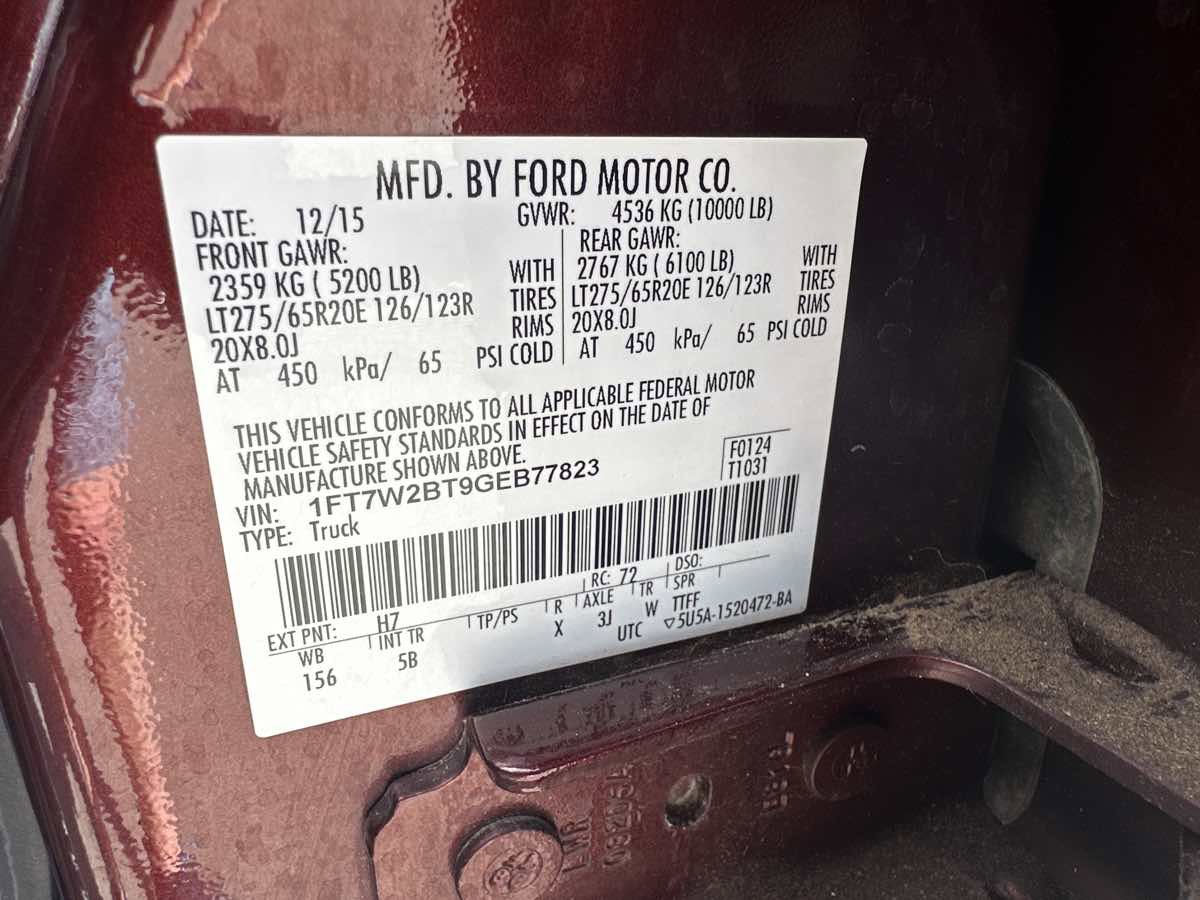 MFD. BY FORD MOTOR CO.
DATE: 12/15 GVWR: 4536 KG (10000 LB)
FRONT GAWR: REAR GAWR:
2359 KG ( 5200 LB) WITH 2767 KG ( 6100 LB) WITH
LT275/65R20E 126/123R TIRES LT275/65R20E 126/123R TIRES
20X8.0J RIMS 20X8.0J RIMS
AT 450 kPa/ 65 PSI COLD AT 450 kPa/ 65 PSI COLD
THIS VEHICLE CONFORMS TO ALL APPLICABLE FEDERAL MOTOR
VEHICLE SAFETY STANDARDS IN EFFECT ON THE DATE OF
MANUFACTURE SHOWN ABOVE.
F0124
T1031
VIN: 1FT7W2BT9GEB77823
TYPE: Truck
EXT PNT: H7 RC: 72 DSO:
WB INT TR TP/PS R AXLE TR SPR
156 5B X 3J W TTFF
UTC ▽5U5A-1520472-BA